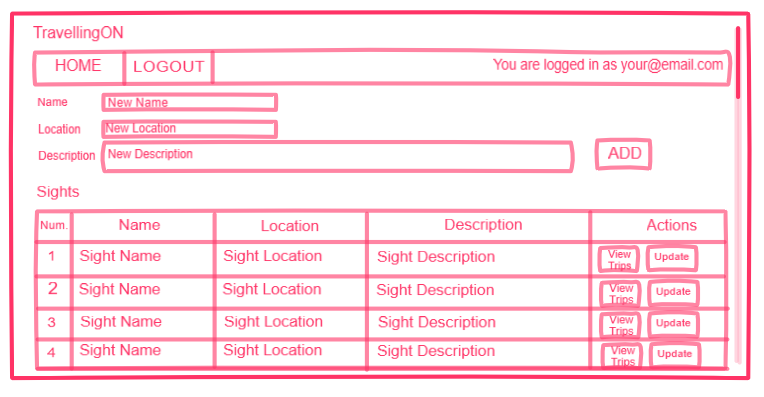 TravellingON
HOME LOGOUT You are logged in as your@email.com
Name New Name
Location New Location
Description New Description ADD
Sights
Num. Name Location Description Actions
1 Sight Name Sight Location Sight Description View Trips Update
2 Sight Name Sight Location Sight Description View Trips Update
3 Sight Name Sight Location Sight Description View Trips Update
4 Sight Name Sight Location Sight Description View Trips Update